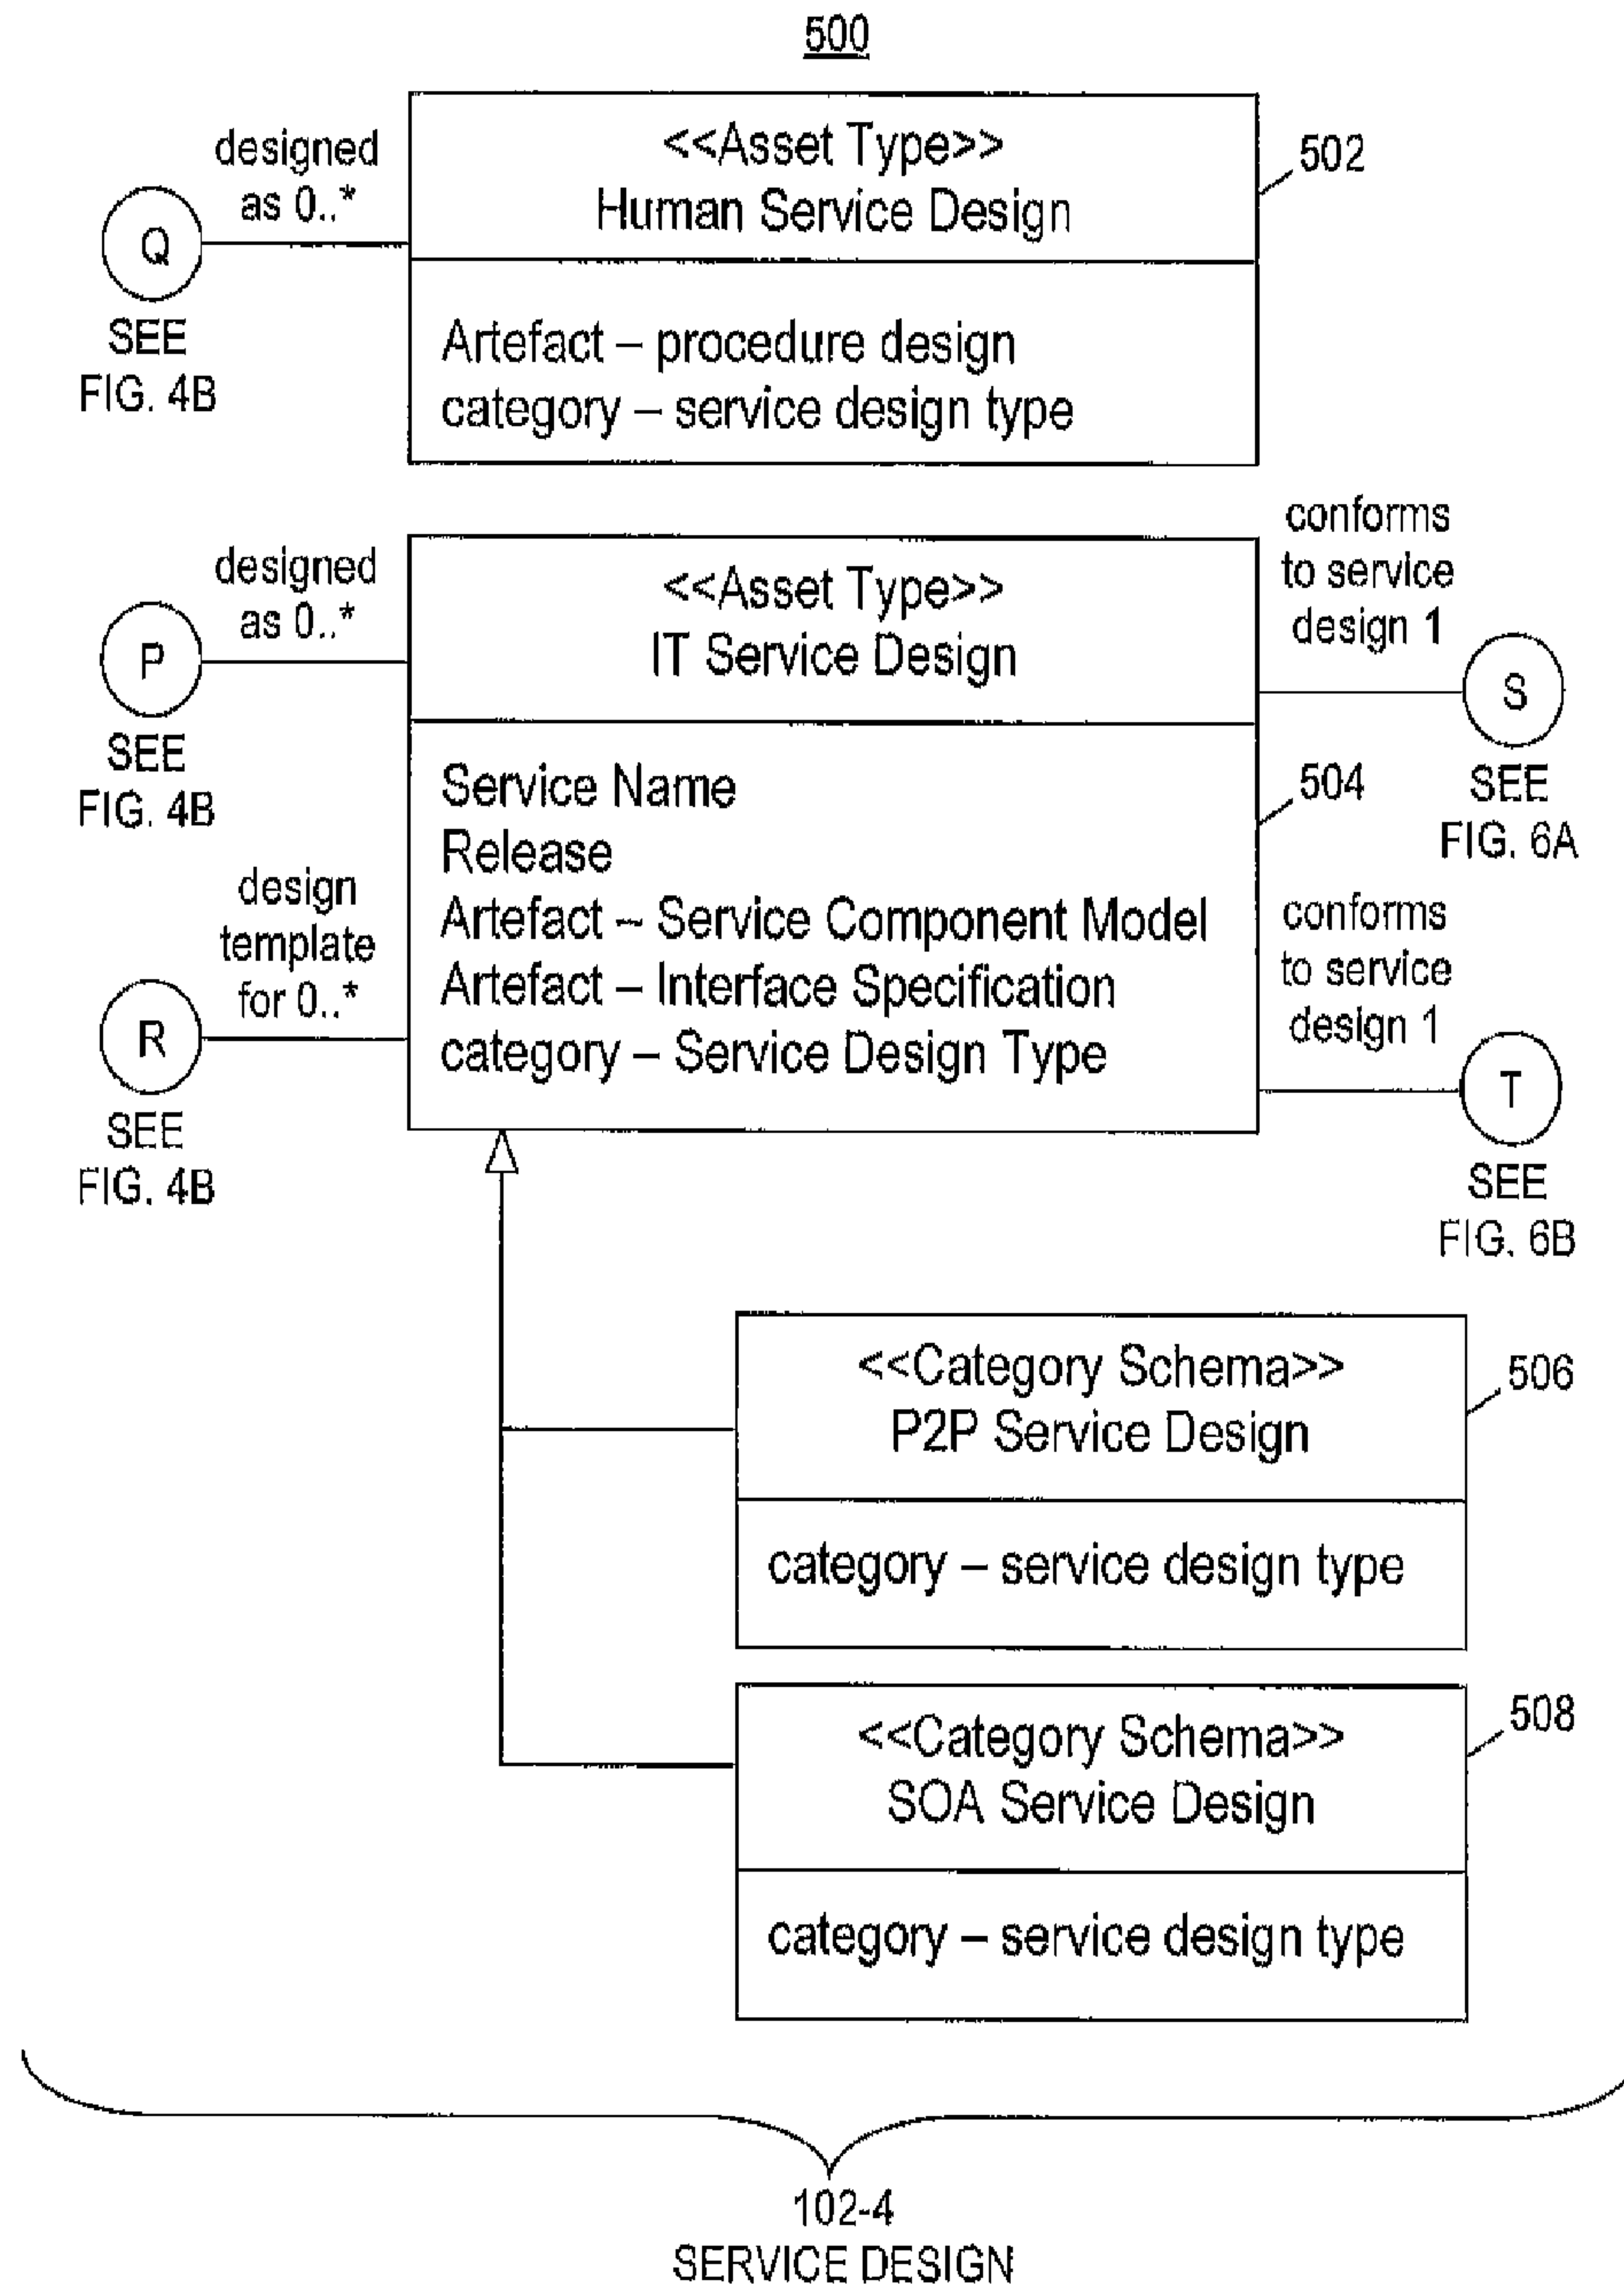 500
<<Asset Type>>
Human Service Design
502
designed
as 0..*
Q
SEE
FIG. 4B
Artefact – procedure design
category – service design type
<<Asset Type>>
IT Service Design
designed
as 0..*
P
SEE
FIG. 4B
conforms
to service
design 1
S
SEE
FIG. 6A
504
Service Name
Release
Artefact – Service Component Model
Artefact – Interface Specification
category – Service Design Type
design
template
for 0..*
R
SEE
FIG. 4B
conforms
to service
design 1
T
SEE
FIG. 6B
<<Category Schema>>
P2P Service Design
506
category – service design type
<<Category Schema>>
SOA Service Design
508
category – service design type
102-4
SERVICE DESIGN